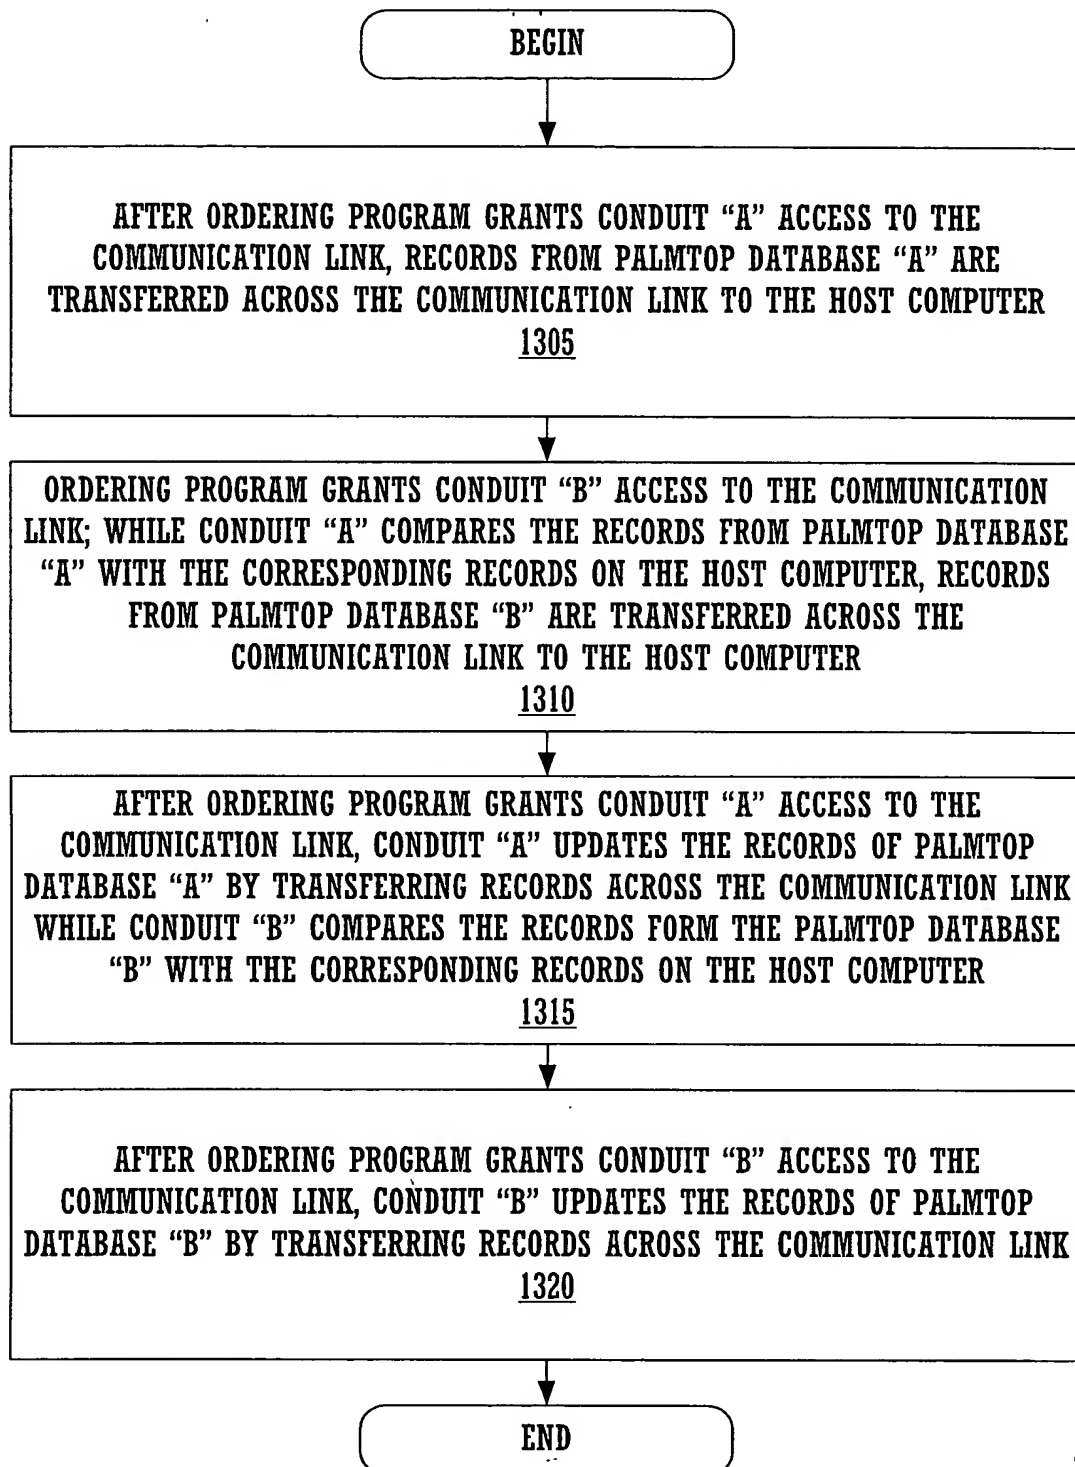 BEGIN
AFTER ORDERING PROGRAM GRANTS CONDUIT “A” ACCESS TO THE
COMMUNICATION LINK, RECORDS FROM PALMTOP DATABASE “A” ARE
TRANSFERRED ACROSS THE COMMUNICATION LINK TO THE HOST COMPUTER
1305
ORDERING PROGRAM GRANTS CONDUIT “B” ACCESS TO THE COMMUNICATION
LINK; WHILE CONDUIT “A” COMPARES THE RECORDS FROM PALMTOP DATABASE
“A” WITH THE CORRESPONDING RECORDS ON THE HOST COMPUTER, RECORDS
FROM PALMTOP DATABASE “B” ARE TRANSFERRED ACROSS THE
COMMUNICATION LINK TO THE HOST COMPUTER
1310
AFTER ORDERING PROGRAM GRANTS CONDUIT “A” ACCESS TO THE
COMMUNICATION LINK, CONDUIT “A” UPDATES THE RECORDS OF PALMTOP
DATABASE “A” BY TRANSFERRING RECORDS ACROSS THE COMMUNICATION LINK
WHILE CONDUIT “B” COMPARES THE RECORDS FORM THE PALMTOP DATABASE
“B” WITH THE CORRESPONDING RECORDS ON THE HOST COMPUTER
1315
AFTER ORDERING PROGRAM GRANTS CONDUIT “B” ACCESS TO THE
COMMUNICATION LINK, CONDUIT “B” UPDATES THE RECORDS OF PALMTOP
DATABASE “B” BY TRANSFERRING RECORDS ACROSS THE COMMUNICATION LINK
1320
END